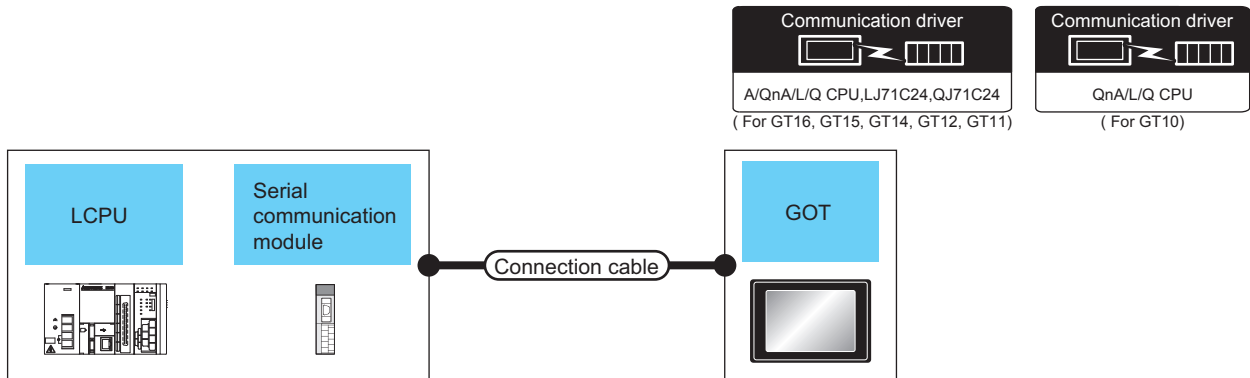 Communication driver
A/QnA/L/Q CPU,LJ71C24,QJ71C24
( For GT16, GT15, GT14, GT12, GT11)
Communication driver
QnA/L/Q CPU
( For GT10)
LCPU
Serial
communication
module
Connection cable
GOT